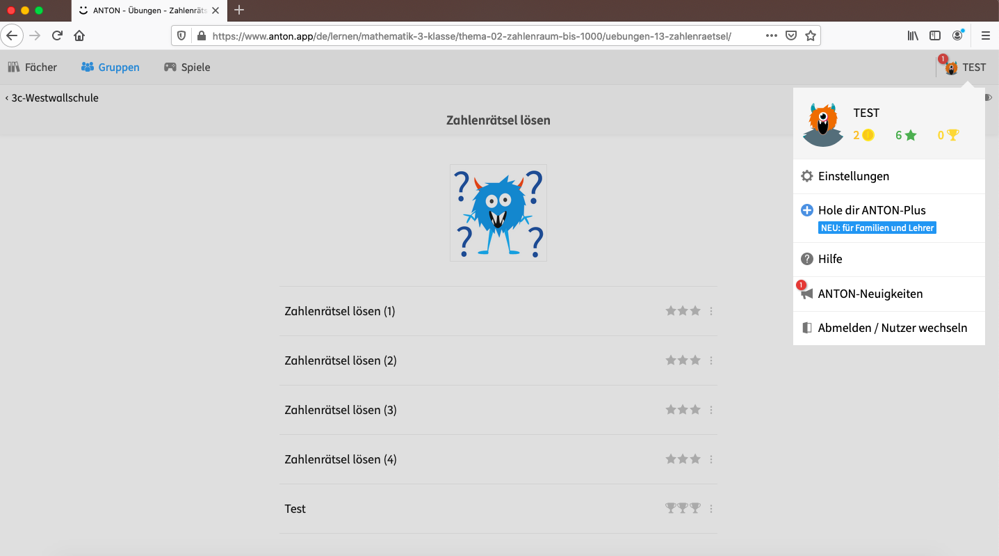 ANTON - Übungen - Zahlenräts
https://www.anton.app/de/lernen/mathematik-3-klasse/thema-02-zahlenraum-bis-1000/uebungen-13-zahlenraetsel/
Fächer
Gruppen
Spiele
1
TEST
‹ 3c-Westwallschule
Zahlenrätsel lösen
? ?
? ?
Zahlenrätsel lösen (1)
Zahlenrätsel lösen (2)
Zahlenrätsel lösen (3)
Zahlenrätsel lösen (4)
Test
TEST
2 6 0
Einstellungen
Hole dir ANTON-Plus
NEU: für Familien und Lehrer
Hilfe
1
ANTON-Neuigkeiten
Abmelden / Nutzer wechseln